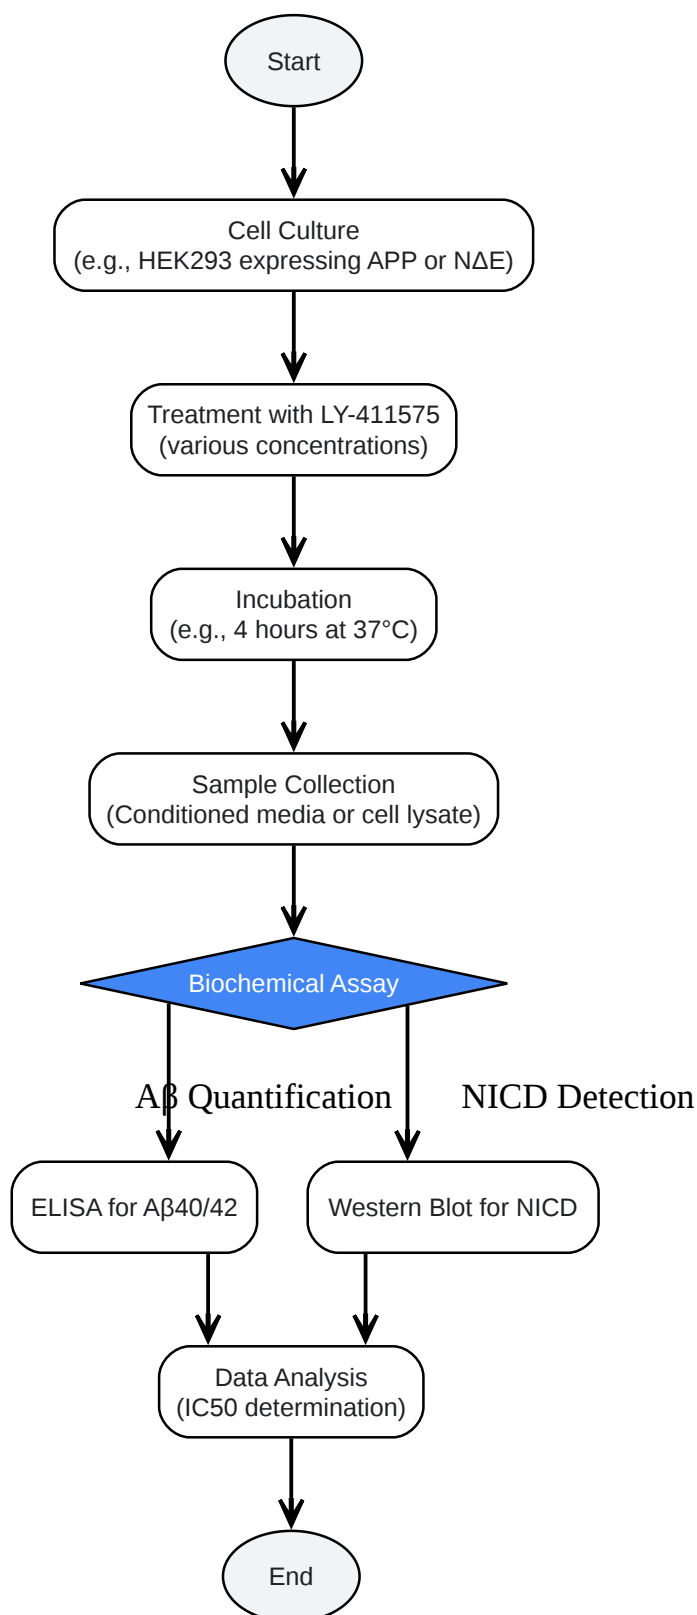 Start
Cell Culture
(e.g., HEK293 expressing APP or NΔE)
Treatment with LY-411575
(various concentrations)
Incubation
(e.g., 4 hours at 37°C)
Sample Collection
(Conditioned media or cell lysate)
Biochemical Assay
Aβ Quantification
NICD Detection
ELISA for Aβ40/42
Western Blot for NICD
Data Analysis
(IC50 determination)
End